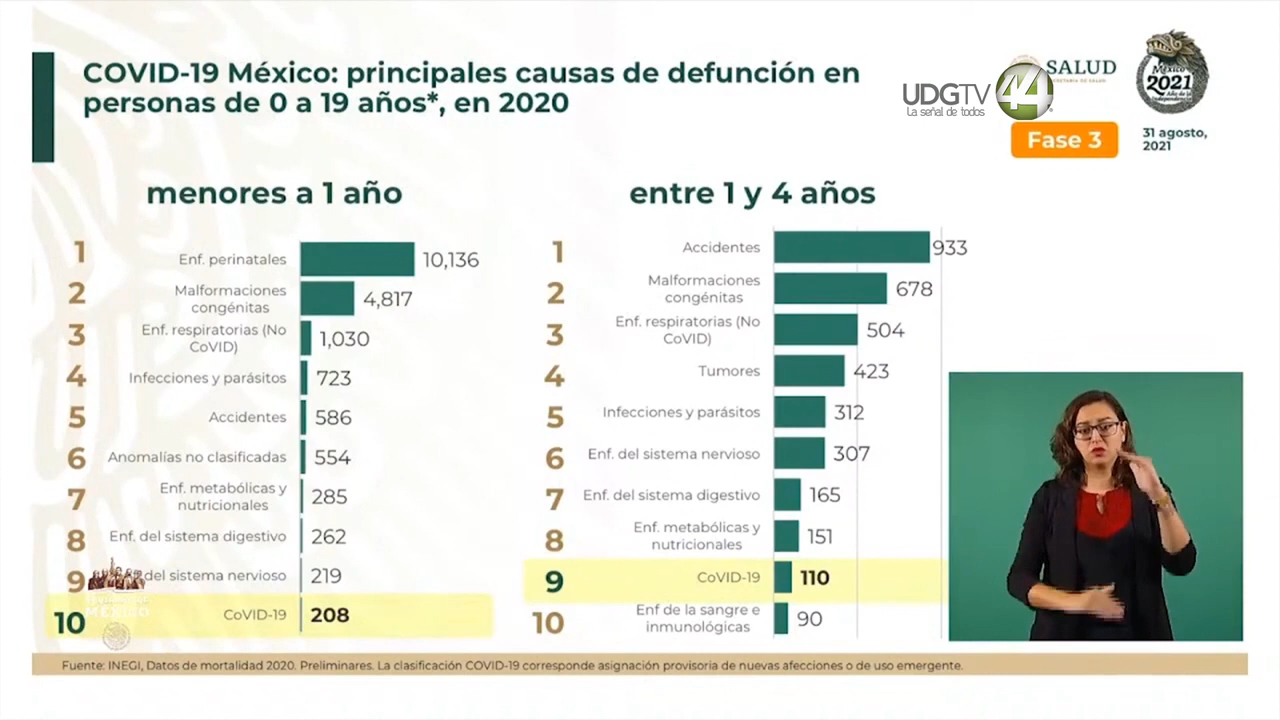 COVID-19 México: principales causas de defunción en
personas de 0 a 19 años*, en 2020
UDGTV 44
La señal de todos
SALUD
México
2021
Fase 3
31 agosto,
2021
menores a 1 año
1 Enf. perinatales 10,136
2 Malformaciones
congénitas 4,817
3 Enf. respiratorias (No
CoVID) 1,030
4 Infecciones y parásitos 723
5 Accidentes 586
6 Anomalías no clasificadas 554
7 Enf. metabólicas y
nutricionales 285
8 Enf. del sistema digestivo 262
9 del sistema nervioso 219
10 CoVID-19 208
entre 1 y 4 años
1 Accidentes 933
2 Malformaciones
congénitas 678
3 Enf. respiratorias (No
CoVID) 504
4 Tumores 423
5 Infecciones y parásitos 312
6 Enf. del sistema nervioso 307
7 Enf. del sistema digestivo 165
8 Enf. metabólicas y
nutricionales 151
9 CoVID-19 110
10 Enf de la sangre e
inmunológicas 90
MÉXICO
Fuente: INEGI, Datos de mortalidad 2020. Preliminares. La clasificación COVID-19 corresponde asignación provisoria de nuevas afecciones o de uso emergente.